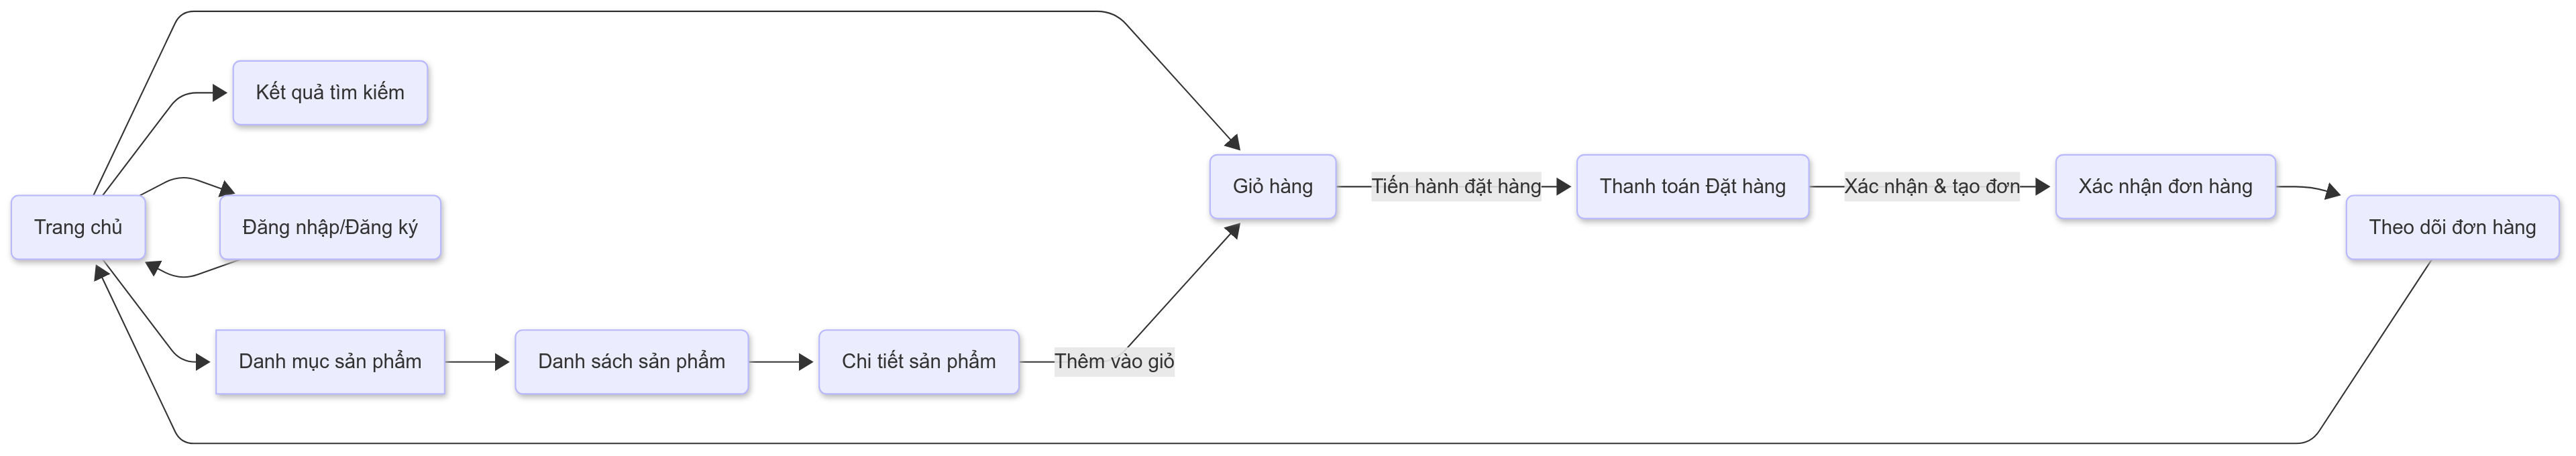 Kết quả tìm kiếm
Trang chủ
Đăng nhập/Đăng ký
Danh mục sản phẩm
Danh sách sản phẩm
Chi tiết sản phẩm
Thêm vào giỏ
Giỏ hàng
Tiến hành đặt hàng
Thanh toán Đặt hàng
Xác nhận & tạo đơn
Xác nhận đơn hàng
Theo dõi đơn hàng